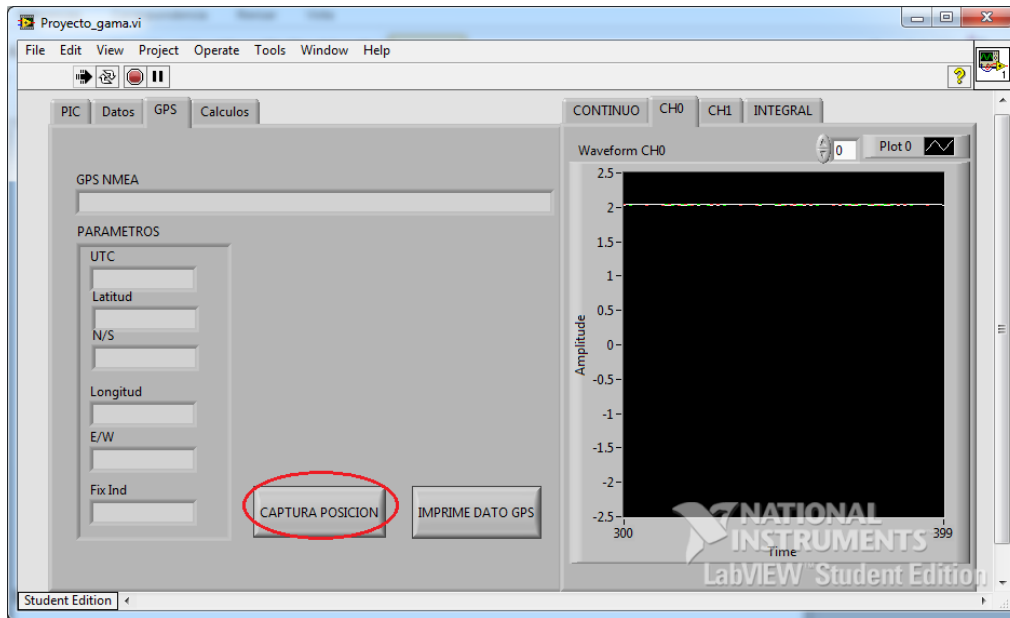 Proyecto_gama.vi
File Edit View Project Operate Tools Window Help
1
PIC Datos GPS Calculos
CONTINUO CH0 CH1 INTEGRAL
GPS NMEA
PARAMETROS
UTC
Latitud
N/S
Longitud
E/W
Fix Ind
CAPTURA POSICION
IMPRIME DATO GPS
Waveform CH0
0
Plot 0
2.5
2
1.5
1
0.5
0
-0.5
-1
-1.5
-2
-2.5
Amplitude
300
399
Time
NATIONAL
INSTRUMENTS
LabVIEW™ Student Edition
Student Edition